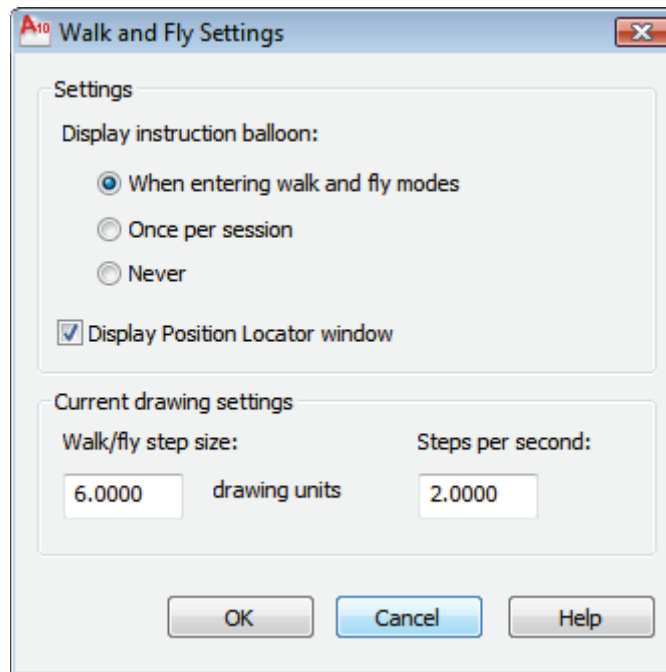 A10 Walk and Fly Settings
Settings
Display instruction balloon:
When entering walk and fly modes
Once per session
Never
Display Position Locator window
Current drawing settings
Walk/fly step size: Steps per second:
6.0000 drawing units 2.0000
OK Cancel Help